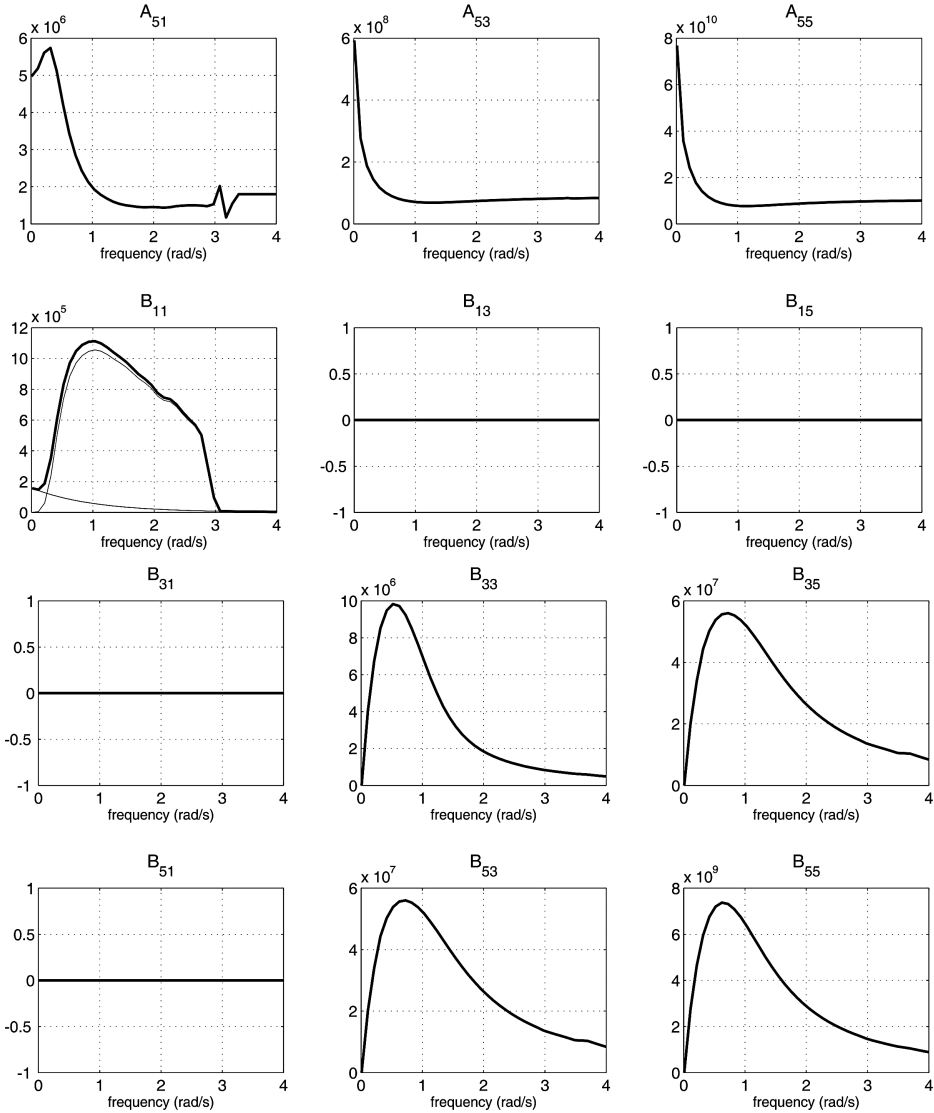 A51 A53 A55
x 10^6 x 10^8 x 10^10
6 6 8
5 6
4 4
4
3 2
2 2
1 0 0
0 1 2 3 4 0 1 2 3 4 0 1 2 3 4
frequency (rad/s) frequency (rad/s) frequency (rad/s)
B11 B13 B15
x 10^5
12 1 1
10
8 0.5 0.5
6 0 0
4
2 -0.5 -0.5
0 -1 -1
0 1 2 3 4 0 1 2 3 4 0 1 2 3 4
frequency (rad/s) frequency (rad/s) frequency (rad/s)
B31 B33 B35
x 10^6 x 10^7
1 10 6
0.5 8
6 4
0
4 2
-0.5 2
-1 0 0
0 1 2 3 4 0 1 2 3 4 0 1 2 3 4
frequency (rad/s) frequency (rad/s) frequency (rad/s)
B51 B53 B55
x 10^7 x 10^9
1 6 8
0.5 6
4
0 4
-0.5 2 2
-1 0 0
0 1 2 3 4 0 1 2 3 4 0 1 2 3 4
frequency (rad/s) frequency (rad/s) frequency (rad/s)